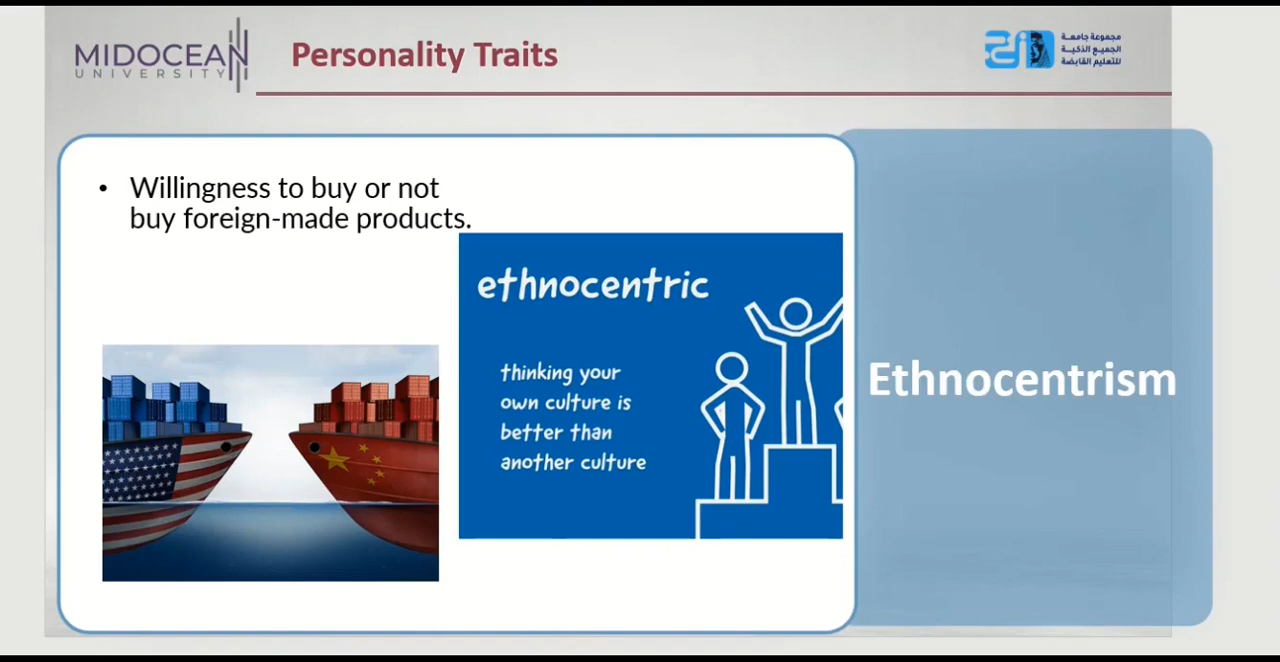 MIDOCEAN
UNIVERSITY
Personality Traits
مجموعة جامعة
الجميع الذكية
للتعليم القابضة
• Willingness to buy or not
buy foreign-made products.
ethnocentric
thinking your
own culture is
better than
another culture
Ethnocentrism